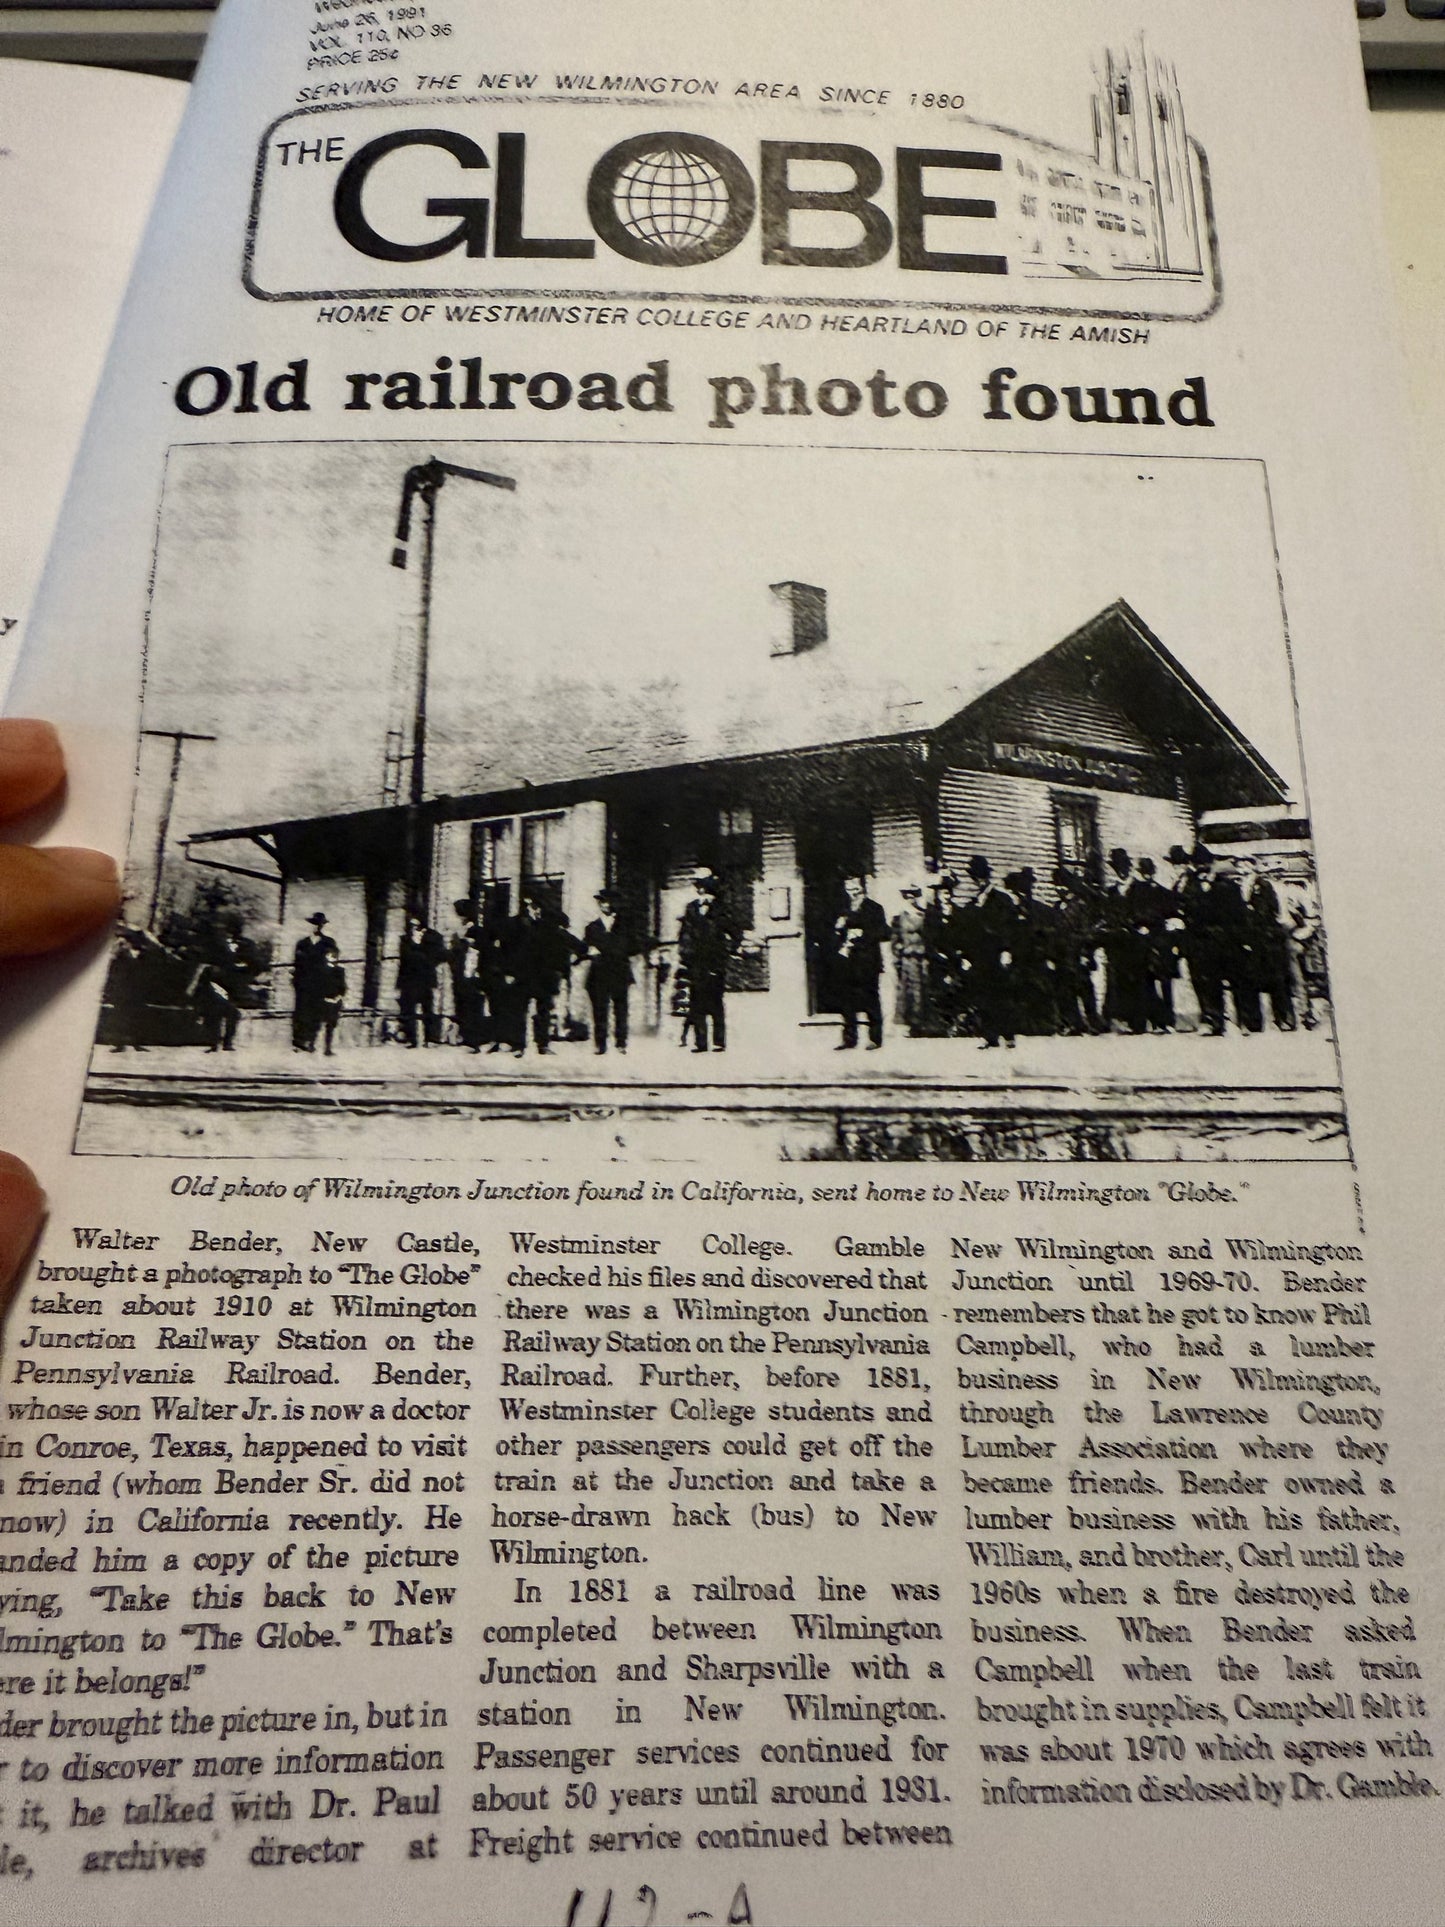 June 26, 1991
VOL. 110, NO 36
PRICE 25¢
SERVING THE NEW WILMINGTON AREA SINCE 1880
THE GLOBE
HOME OF WESTMINSTER COLLEGE AND HEARTLAND OF THE AMISH
Old railroad photo found
WILMINGTON JUNCT
Old photo of Wilmington Junction found in California, sent home to New Wilmington "Globe."
Walter Bender, New Castle,
brought a photograph to "The Globe"
taken about 1910 at Wilmington
Junction Railway Station on the
Pennsylvania Railroad. Bender,
whose son Walter Jr. is now a doctor
in Conroe, Texas, happened to visit
friend (whom Bender Sr. did not
now) in California recently. He
anded him a copy of the picture
ying, "Take this back to New
lmington to "The Globe." That's
ere it belongs!"
der brought the picture in, but in
r to discover more information
t it, he talked with Dr. Paul
le, archives director at
Westminster College. Gamble
checked his files and discovered that
there was a Wilmington Junction
Railway Station on the Pennsylvania
Railroad. Further, before 1881,
Westminster College students and
other passengers could get off the
train at the Junction and take a
horse-drawn hack (bus) to New
Wilmington.
In 1881 a railroad line was
completed between Wilmington
Junction and Sharpsville with a
station in New Wilmington.
Passenger services continued for
about 50 years until around 1931.
Freight service continued between
New Wilmington and Wilmington
Junction until 1969-70. Bender
remembers that he got to know Phil
Campbell, who had a lumber
business in New Wilmington,
through the Lawrence County
Lumber Association where they
became friends. Bender owned a
lumber business with his father,
William, and brother, Carl until the
1960s when a fire destroyed the
business. When Bender asked
Campbell when the last train
brought in supplies, Campbell felt it
was about 1970 which agrees with
information disclosed by Dr. Gamble.
y